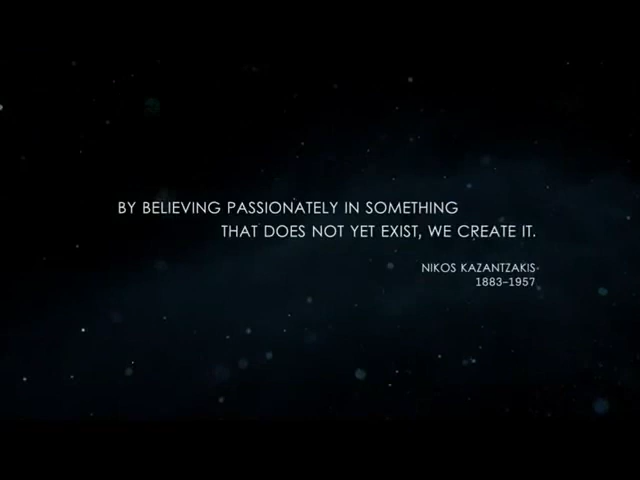 BY BELIEVING PASSIONATELY IN SOMETHING
THAT DOES NOT YET EXIST, WE CREATE IT.
NIKOS KAZANTZAKIS
1883–1957